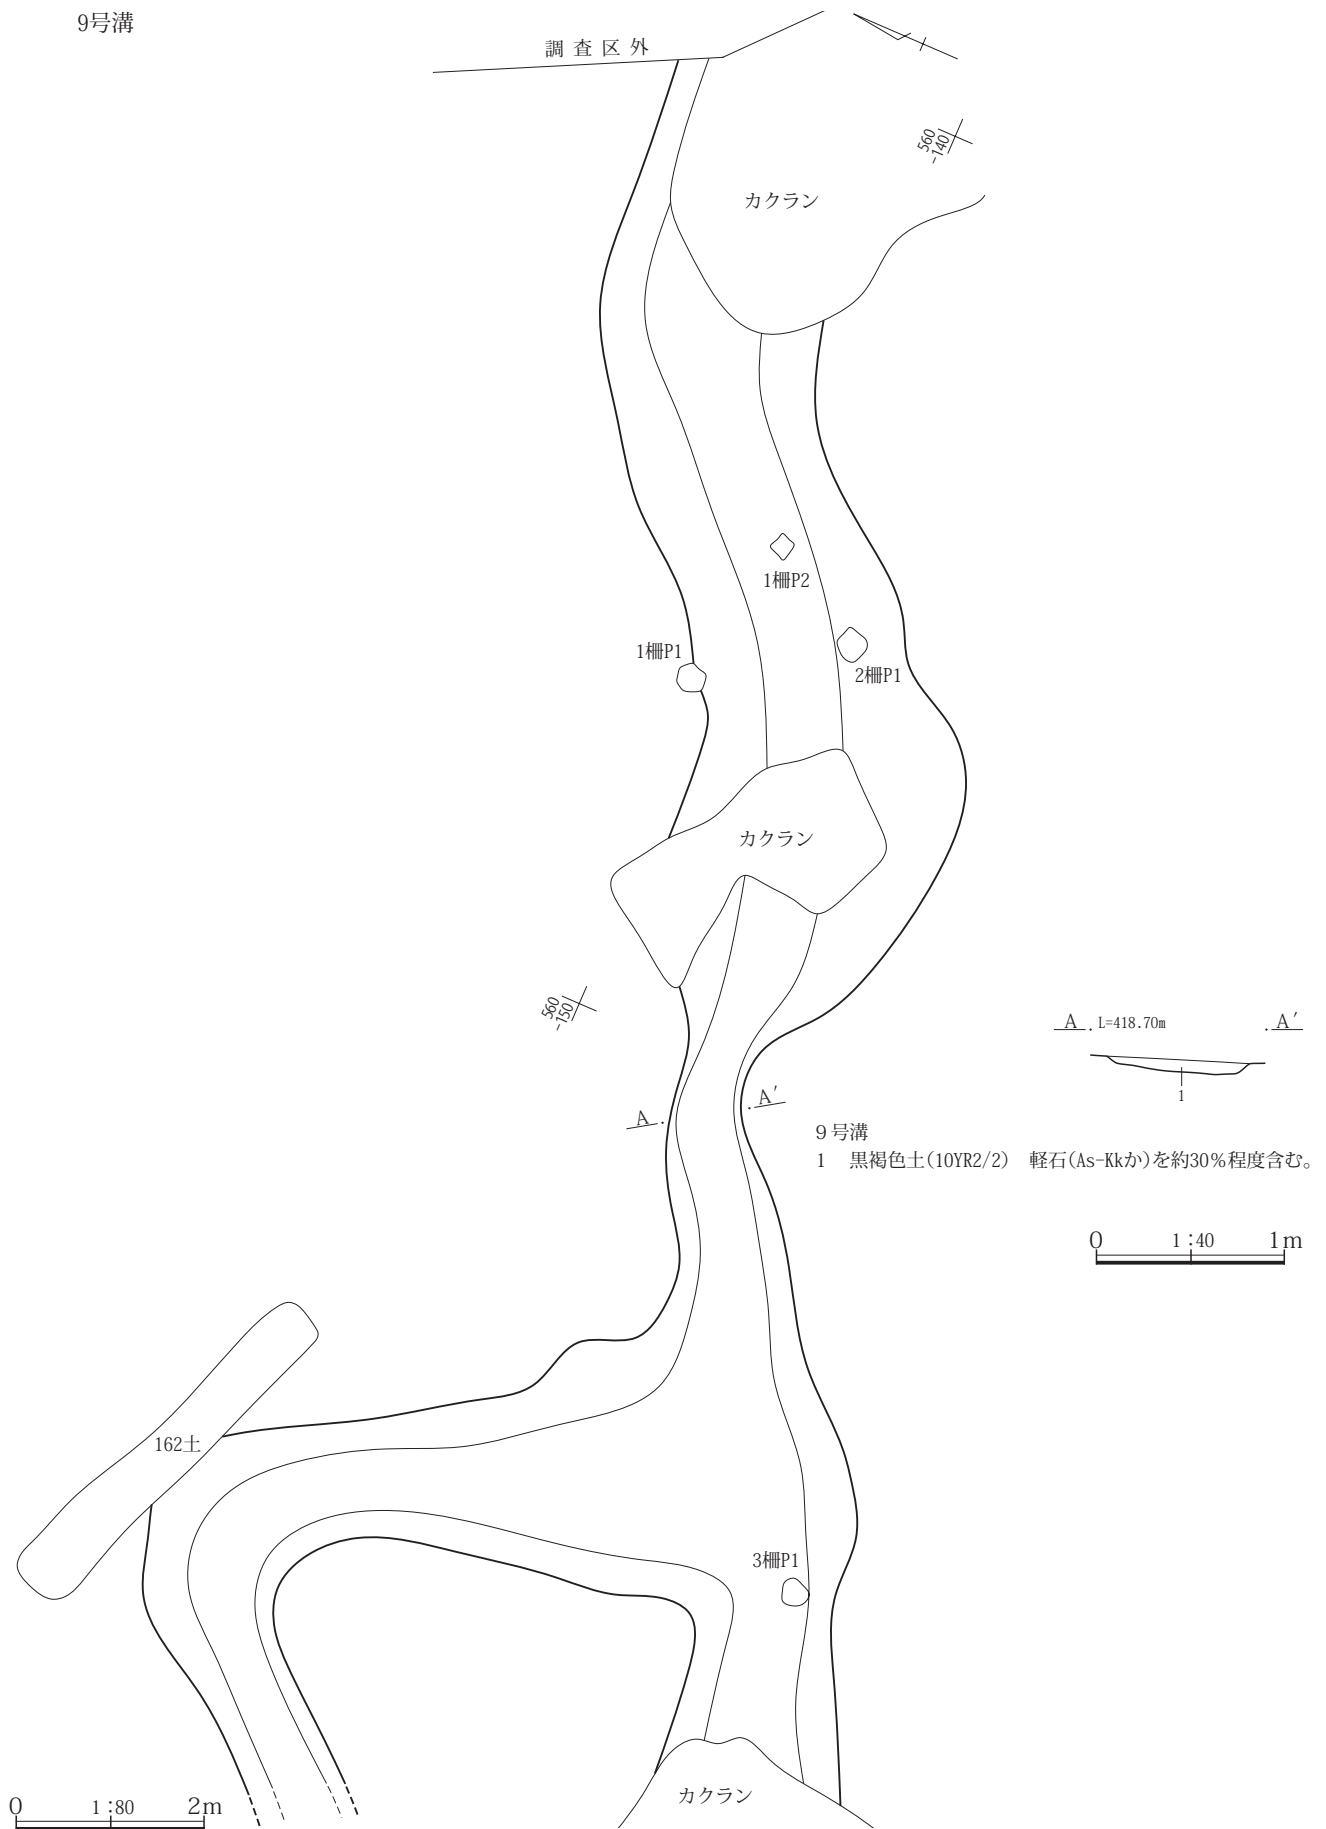 9号溝
調査区外
560
-140
カクラン
1柵P2
1柵P1
2柵P1
カクラン
560
-150
A . L=418.70m . A′
1
A .
. A′
9号溝
1　黒褐色土(10YR2/2)　軽石(As-Kkか)を約30%程度含む。
0 1:40 1m
162土
3柵P1
カクラン
0 1:80 2m